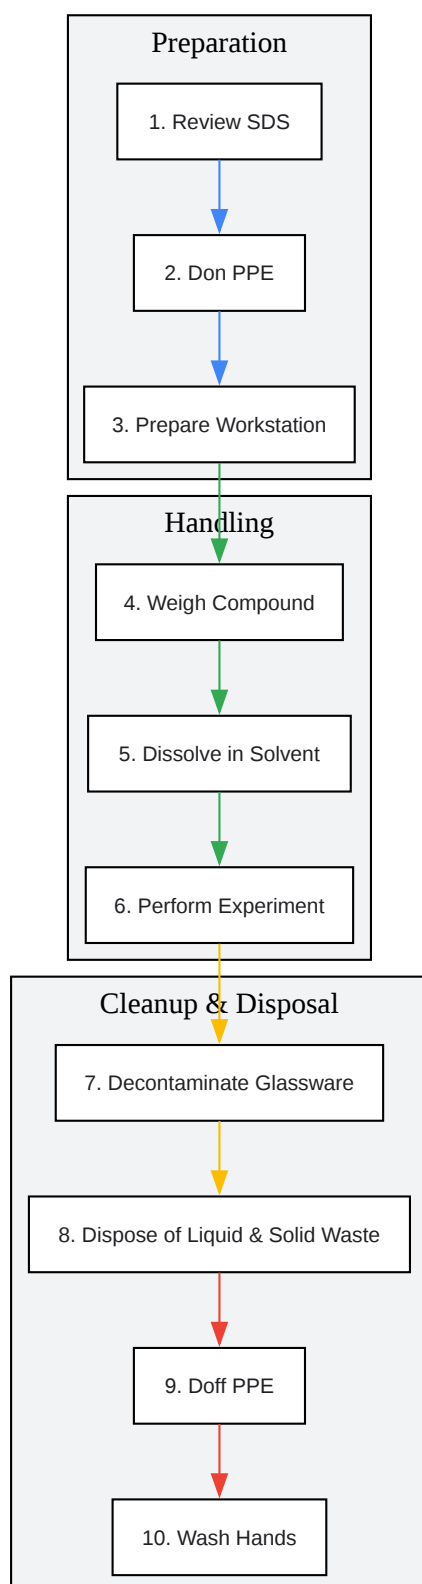 Preparation
1. Review SDS
2. Don PPE
3. Prepare Workstation
Handling
4. Weigh Compound
5. Dissolve in Solvent
6. Perform Experiment
Cleanup & Disposal
7. Decontaminate Glassware
8. Dispose of Liquid & Solid Waste
9. Doff PPE
10. Wash Hands